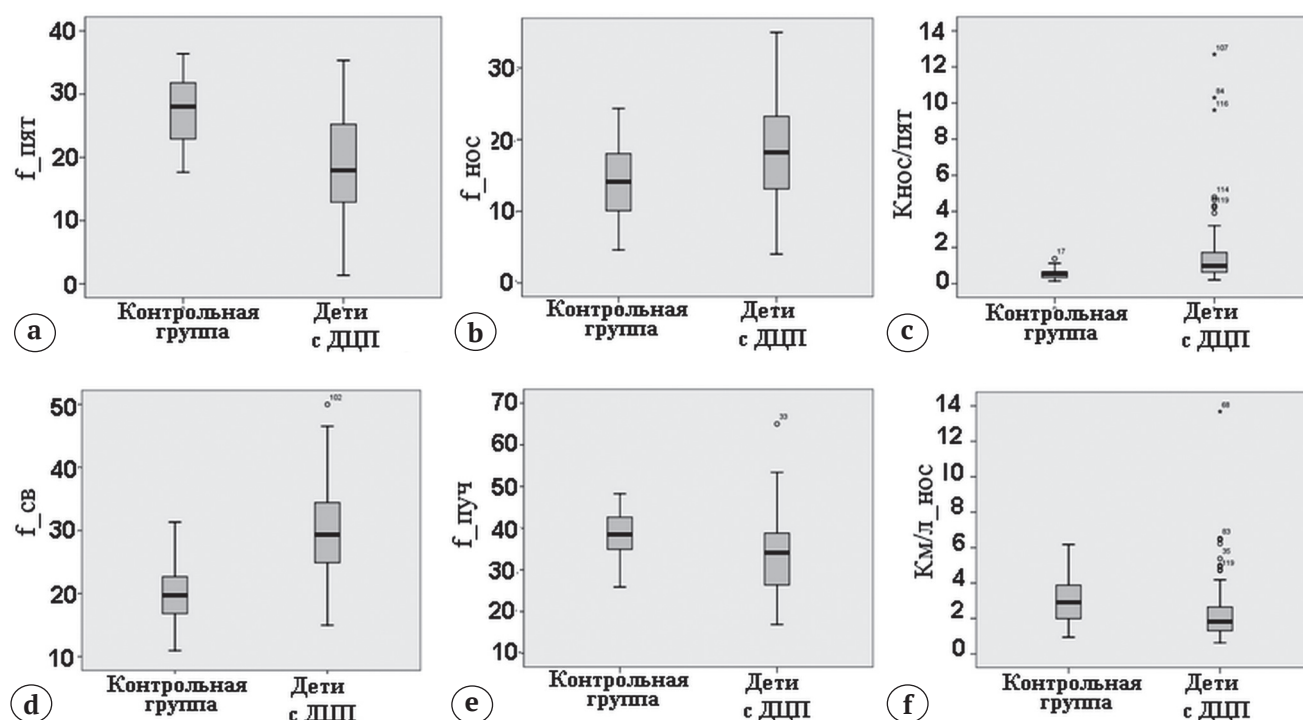 40
30
20
10
0
f_пят
Контрольная
группа
Дети
с ДЦП
a
30
20
10
0
f_нос
Контрольная
группа
Дети
с ДЦП
b
14
12
10
8
6
4
2
0
Кнос/пят
107
84
116
114
119
17
Контрольная
группа
Дети
с ДЦП
c
50
40
30
20
10
f_св
102
Контрольная
группа
Дети
с ДЦП
d
70
60
50
40
30
20
10
f_пуч
33
Контрольная
группа
Дети
с ДЦП
e
14
12
10
8
6
4
2
0
Км/л_нос
68
83
35
119
Контрольная
группа
Дети
с ДЦП
f